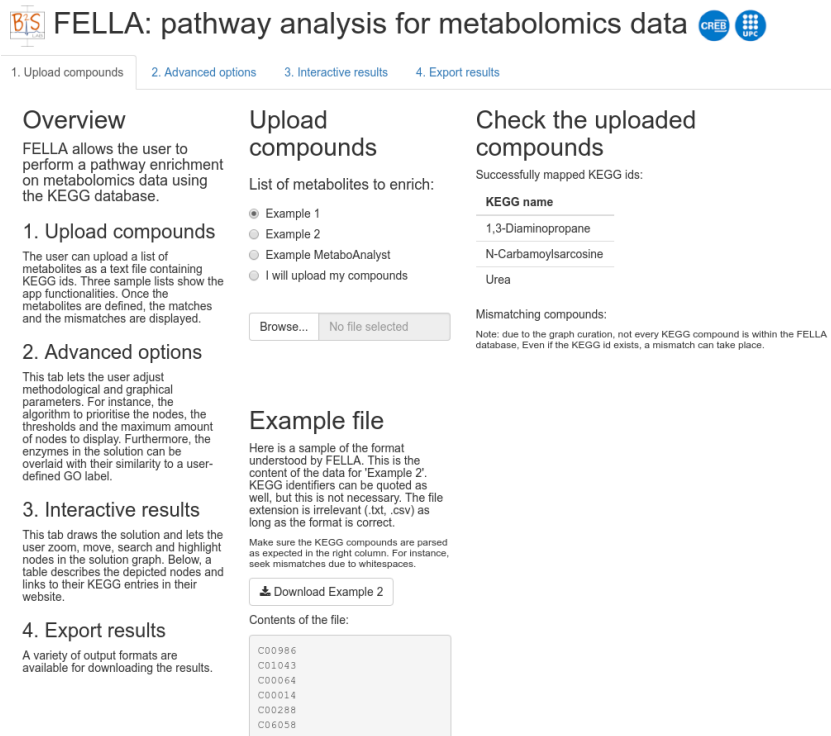 B2S
LAB
FELLA: pathway analysis for metabolomics data
CREB
UPC
1. Upload compounds
2. Advanced options
3. Interactive results
4. Export results
Overview
FELLA allows the user to
perform a pathway enrichment
on metabolomics data using
the KEGG database.
1. Upload compounds
The user can upload a list of
metabolites as a text file containing
KEGG ids. Three sample lists show the
app functionalities. Once the
metabolites are defined, the matches
and the mismatches are displayed.
2. Advanced options
This tab lets the user adjust
methodological and graphical
parameters. For instance, the
algorithm to prioritise the nodes, the
thresholds and the maximum amount
of nodes to display. Furthermore, the
enzymes in the solution can be
overlaid with their similarity to a user-
defined GO label.
3. Interactive results
This tab draws the solution and lets the
user zoom, move, search and highlight
nodes in the solution graph. Below, a
table describes the depicted nodes and
links to their KEGG entries in their
website.
4. Export results
A variety of output formats are
available for downloading the results.
Upload
compounds
List of metabolites to enrich:
Example 1
Example 2
Example MetaboAnalyst
I will upload my compounds
Browse...
No file selected
Example file
Here is a sample of the format
understood by FELLA. This is the
content of the data for 'Example 2'.
KEGG identifiers can be quoted as
well, but this is not necessary. The file
extension is irrelevant (.txt, .csv) as
long as the format is correct.
Make sure the KEGG compounds are parsed
as expected in the right column. For instance,
seek mismatches due to whitespaces.
Download Example 2
Contents of the file:
C00986
C01043
C00064
C00014
C00288
C06058
Check the uploaded
compounds
Successfully mapped KEGG ids:
KEGG name
1,3-Diaminopropane
N-Carbamoylsarcosine
Urea
Mismatching compounds:
Note: due to the graph curation, not every KEGG compound is within the FELLA
database, Even if the KEGG id exists, a mismatch can take place.